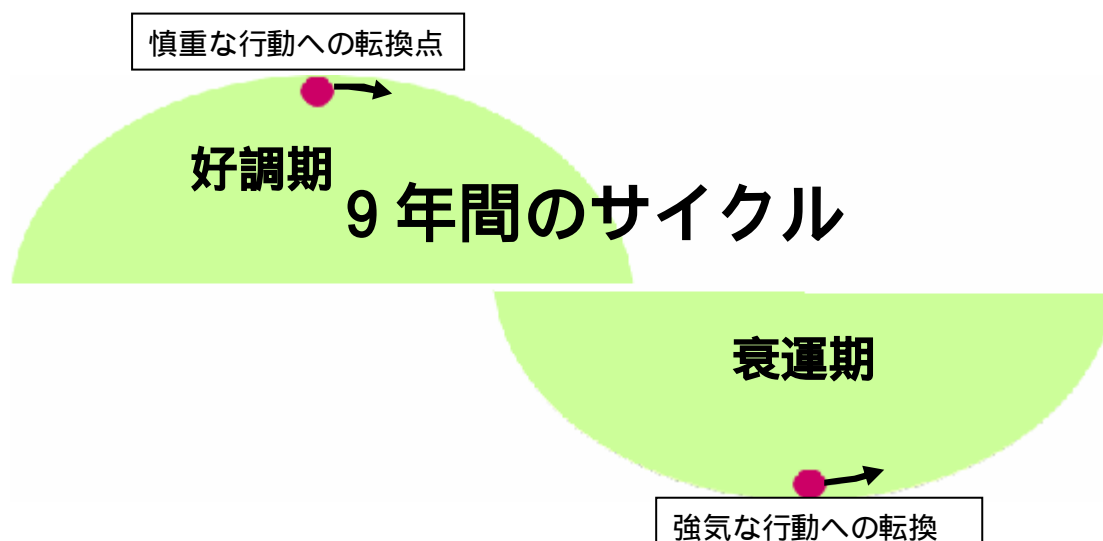 慎重な行動への転換点
好調期
9年間のサイクル
衰運期
強気な行動への転換